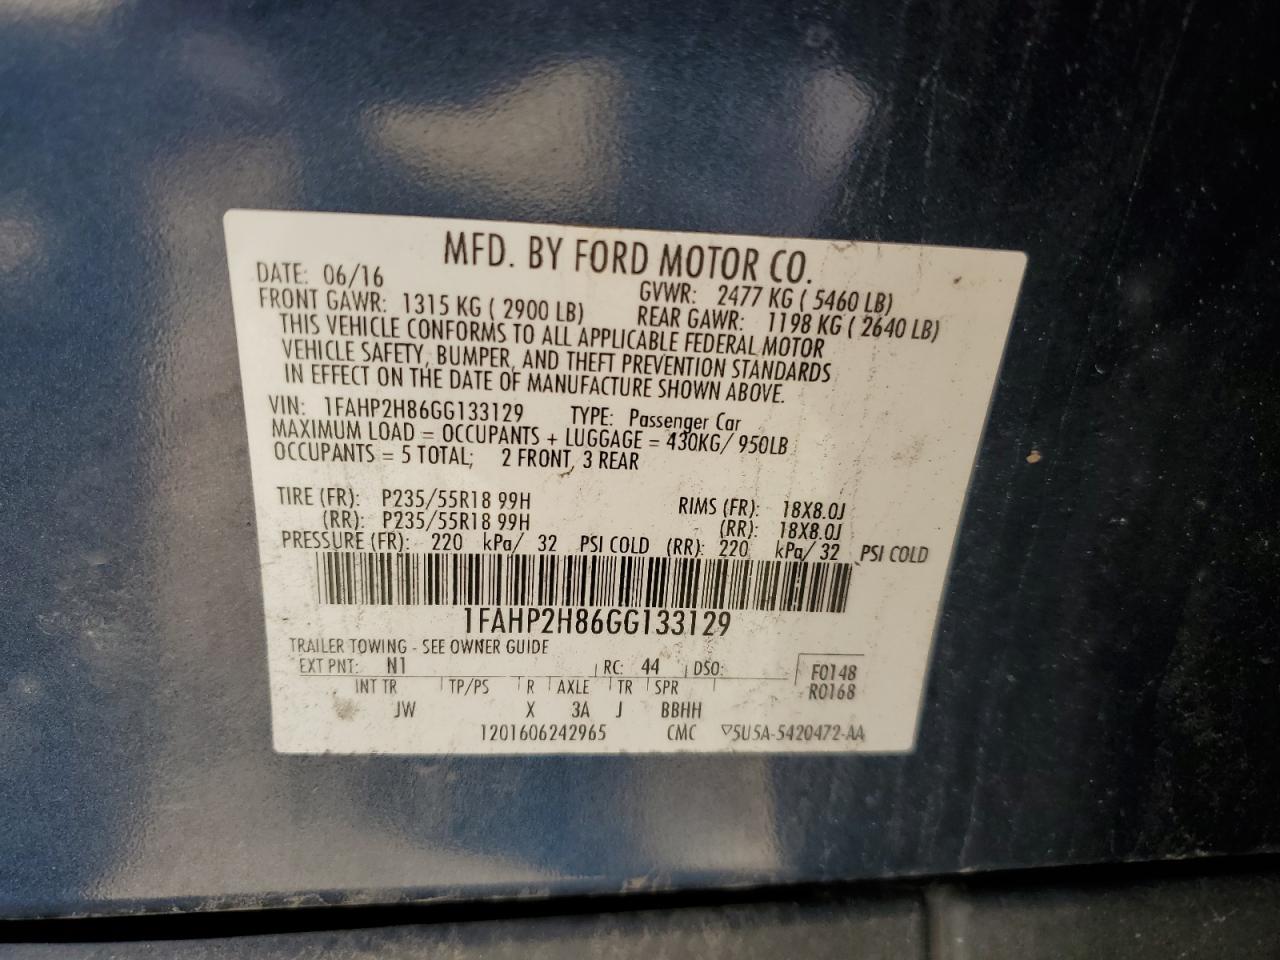 MFD. BY FORD MOTOR CO.
DATE: 06/16 GVWR: 2477 KG ( 5460 LB)
FRONT GAWR: 1315 KG ( 2900 LB) REAR GAWR: 1198 KG ( 2640 LB)
THIS VEHICLE CONFORMS TO ALL APPLICABLE FEDERAL MOTOR
VEHICLE SAFETY, BUMPER, AND THEFT PREVENTION STANDARDS
IN EFFECT ON THE DATE OF MANUFACTURE SHOWN ABOVE.
VIN: 1FAHP2H86GG133129 TYPE: Passenger Car
MAXIMUM LOAD = OCCUPANTS + LUGGAGE = 430KG/ 950LB
OCCUPANTS = 5 TOTAL; 2 FRONT, 3 REAR
TIRE (FR): P235/55R18 99H RIMS (FR): 18X8.0J
(RR): P235/55R18 99H (RR): 18X8.0J
PRESSURE (FR): 220 kPa/ 32 PSI COLD (RR): 220 kPa/ 32 PSI COLD
1FAHP2H86GG133129
TRAILER TOWING - SEE OWNER GUIDE
EXT PNT: N1 RC: 44 DSO: F0148
INT TR TP/PS R AXLE TR SPR R0168
JW X 3A J BBHH
1201606242965 CMC ▽5U5A-5420472-AA